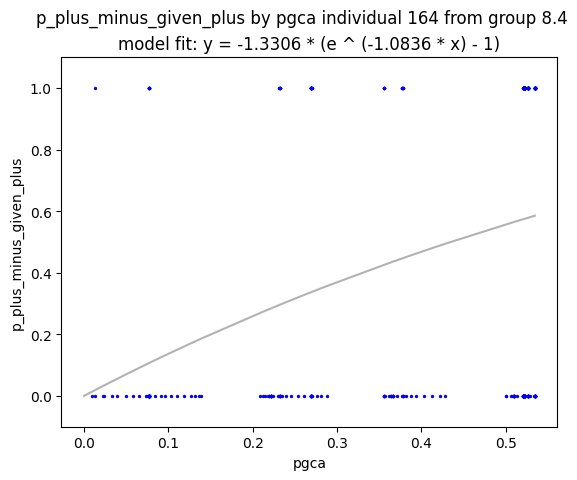 p_plus_minus_given_plus by pgca individual 164 from group 8.4
model fit: y = -1.3306 * (e ^ (-1.0836 * x) - 1)
1.0
0.8
0.6
0.4
0.2
0.0
p_plus_minus_given_plus
0.0 0.1 0.2 0.3 0.4 0.5
pgca